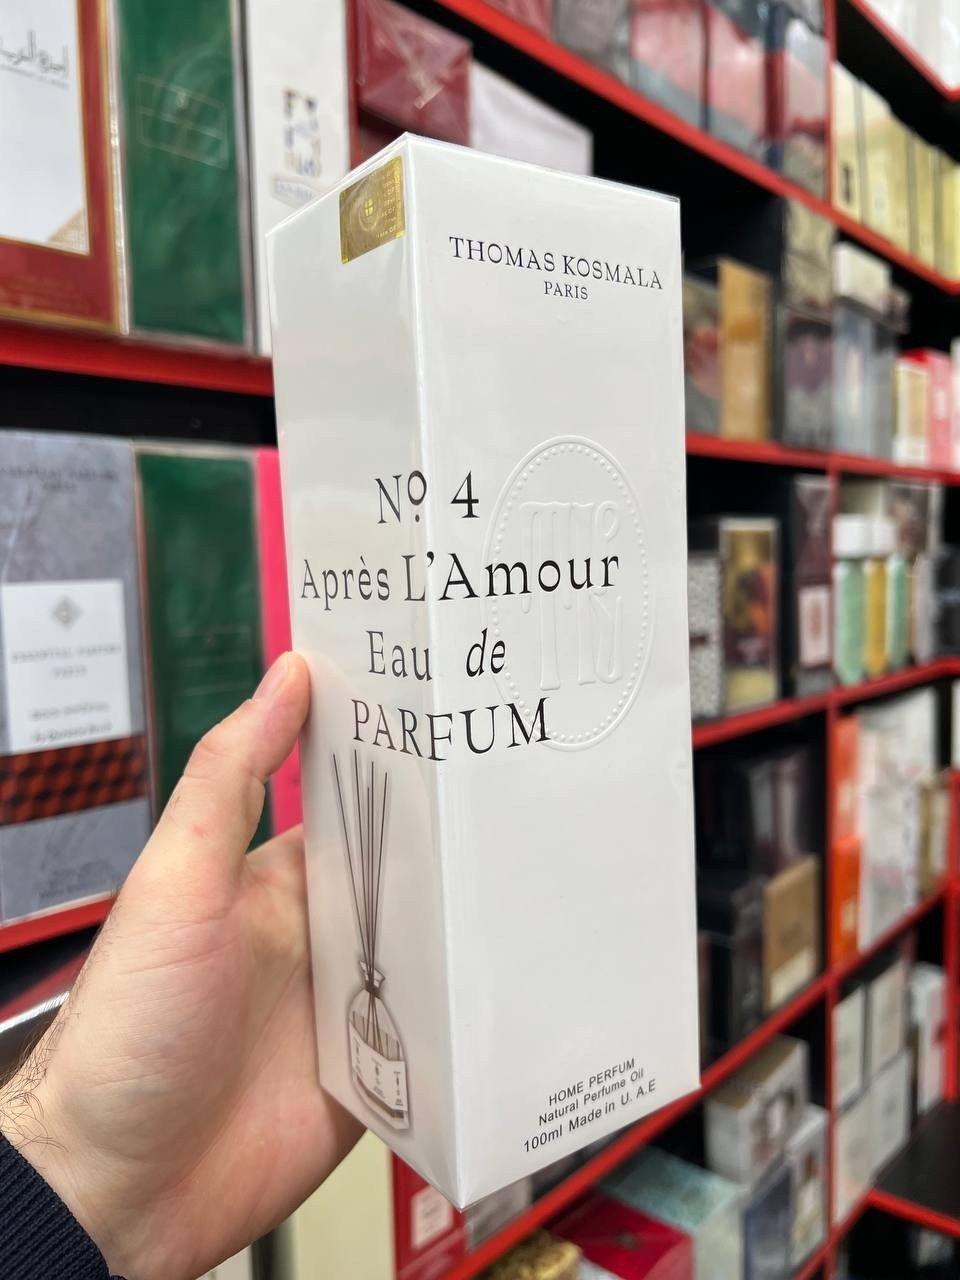 THOMAS KOSMALA
PARIS
Nº 4
Après L'Amour
Eau de
PARFUM
HOME PERFUM
Natural Perfume Oil
100ml Made in U. A.E